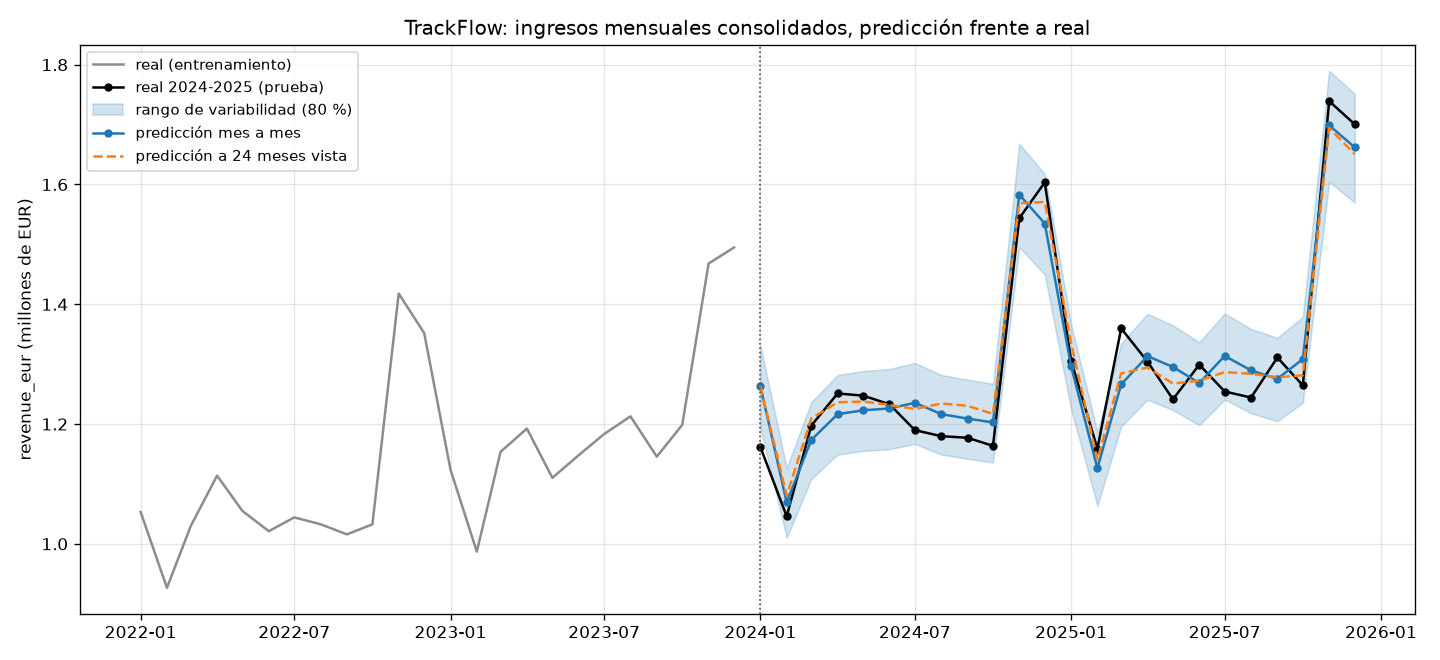 TrackFlow: ingresos mensuales consolidados, predicción frente a real
real (entrenamiento)
real 2024-2025 (prueba)
rango de variabilidad (80 %)
predicción mes a mes
predicción a 24 meses vista
revenue_eur (millones de EUR)
1.8
1.6
1.4
1.2
1.0
2022-01
2022-07
2023-01
2023-07
2024-01
2024-07
2025-01
2025-07
2026-01